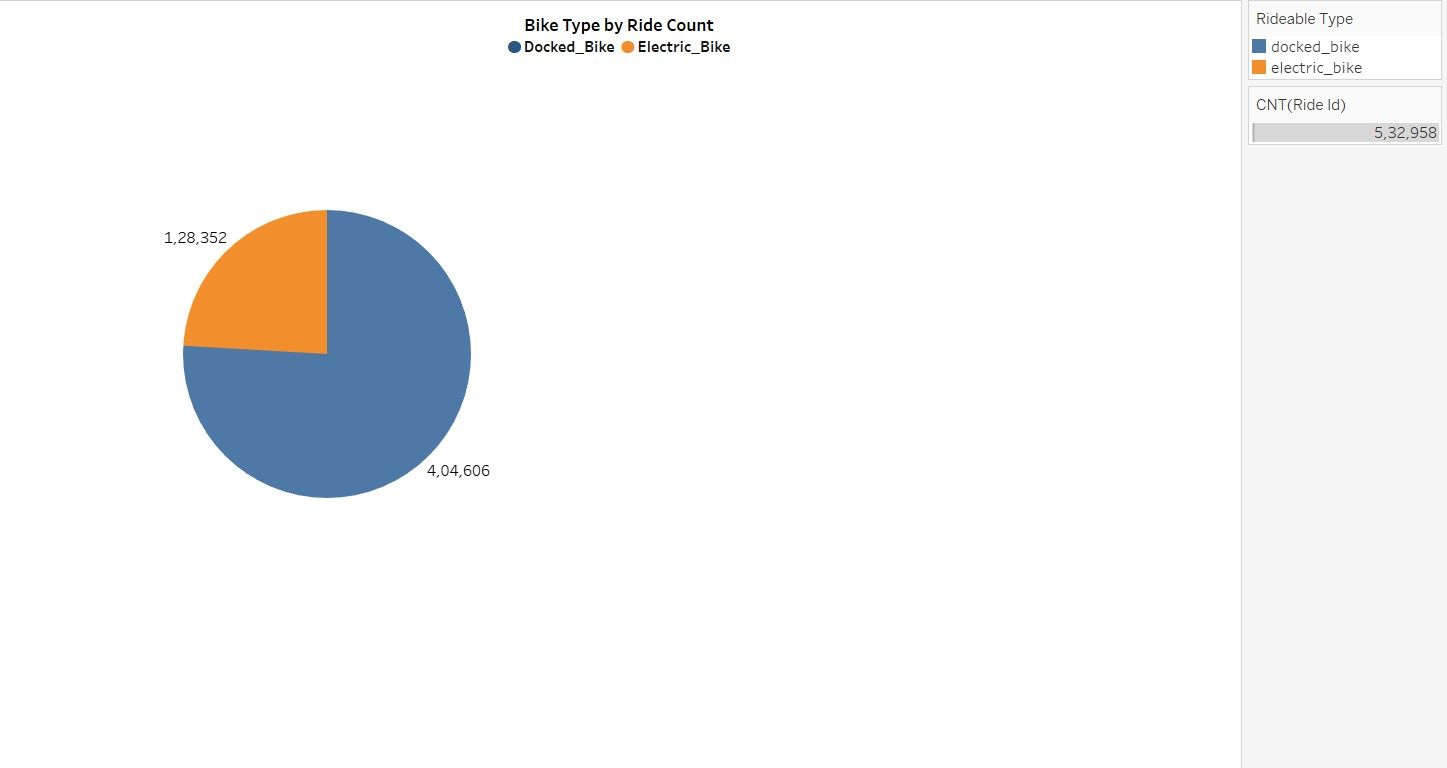 Bike Type by Ride Count
Docked_Bike Electric_Bike
1,28,352
4,04,606
Rideable Type
docked_bike
electric_bike
CNT(Ride Id)
5,32,958